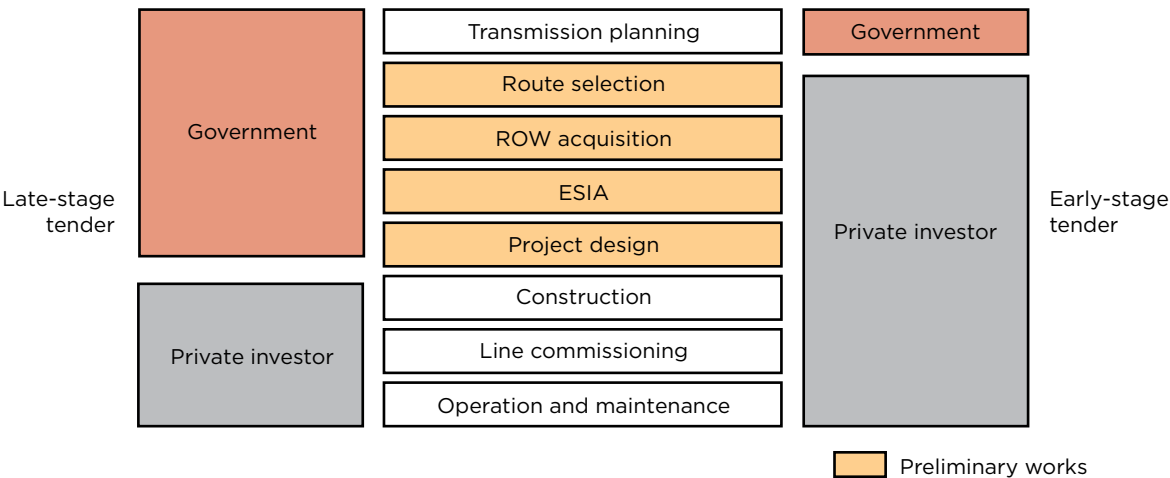 Late-stage
tender
Government
Private investor
Transmission planning
Route selection
ROW acquisition
ESIA
Project design
Construction
Line commissioning
Operation and maintenance
Government
Private investor
Early-stage
tender
Preliminary works